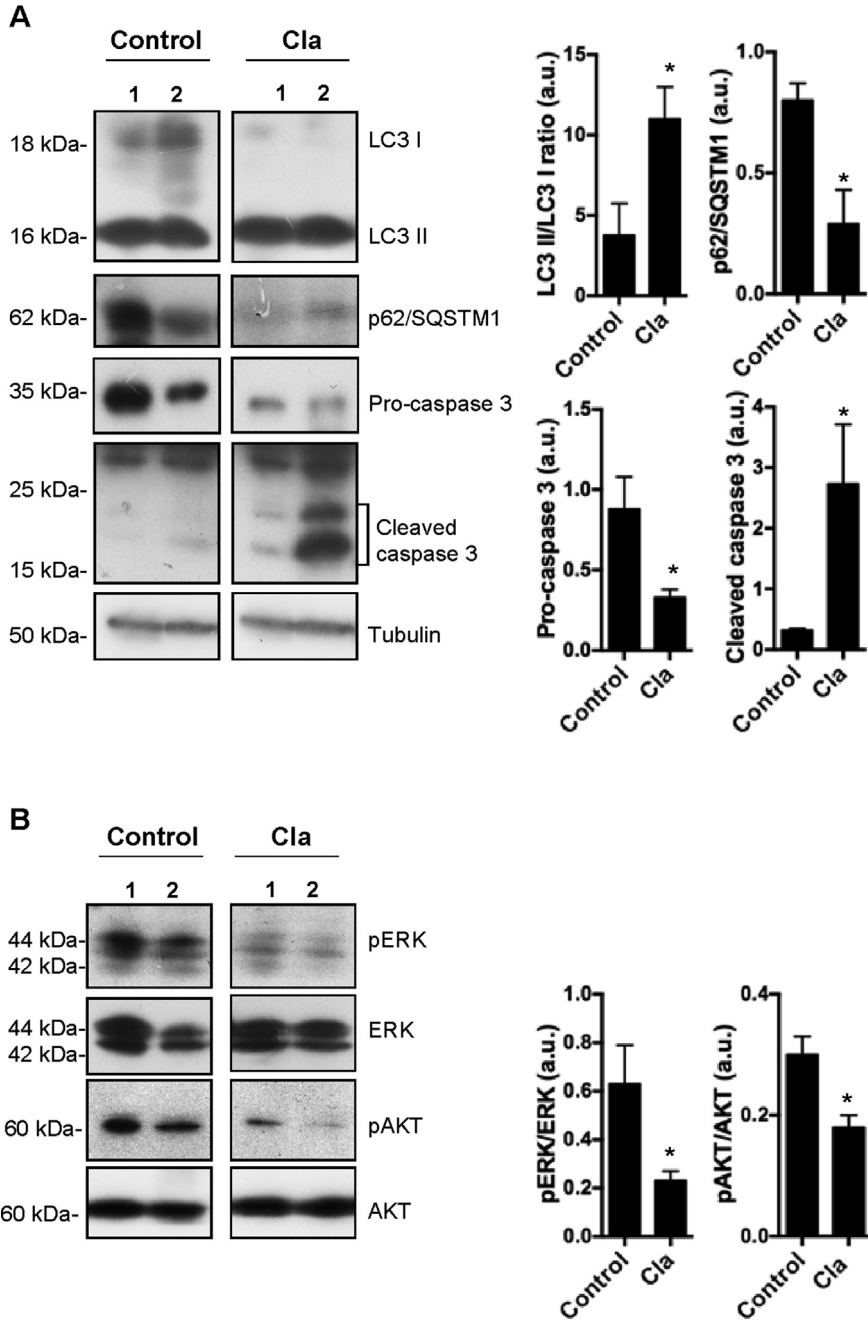 A
Control Cla
1 2 1 2
18 kDa- LC3 I
16 kDa- LC3 II
62 kDa- p62/SQSTM1
35 kDa- Pro-caspase 3
25 kDa-
Cleaved
caspase 3
15 kDa-
50 kDa- Tubulin
LC3 II/LC3 I ratio (a.u.)
15
10
5
0
*
Control
Cla
p62/SQSTM1 (a.u.)
1.0
0.5
0.0
*
Control
Cla
Pro-caspase 3 (a.u.)
1.5
1.0
0.5
0.0
*
Control
Cla
Cleaved caspase 3 (a.u.)
4
3
2
1
0
*
Control
Cla
B
Control Cla
1 2 1 2
44 kDa- pERK
42 kDa-
44 kDa- ERK
42 kDa-
60 kDa- pAKT
60 kDa- AKT
pERK/ERK (a.u.)
1.0
0.8
0.6
0.4
0.2
0.0
*
Control
Cla
pAKT/AKT (a.u.)
0.4
0.2
0.0
*
Control
Cla